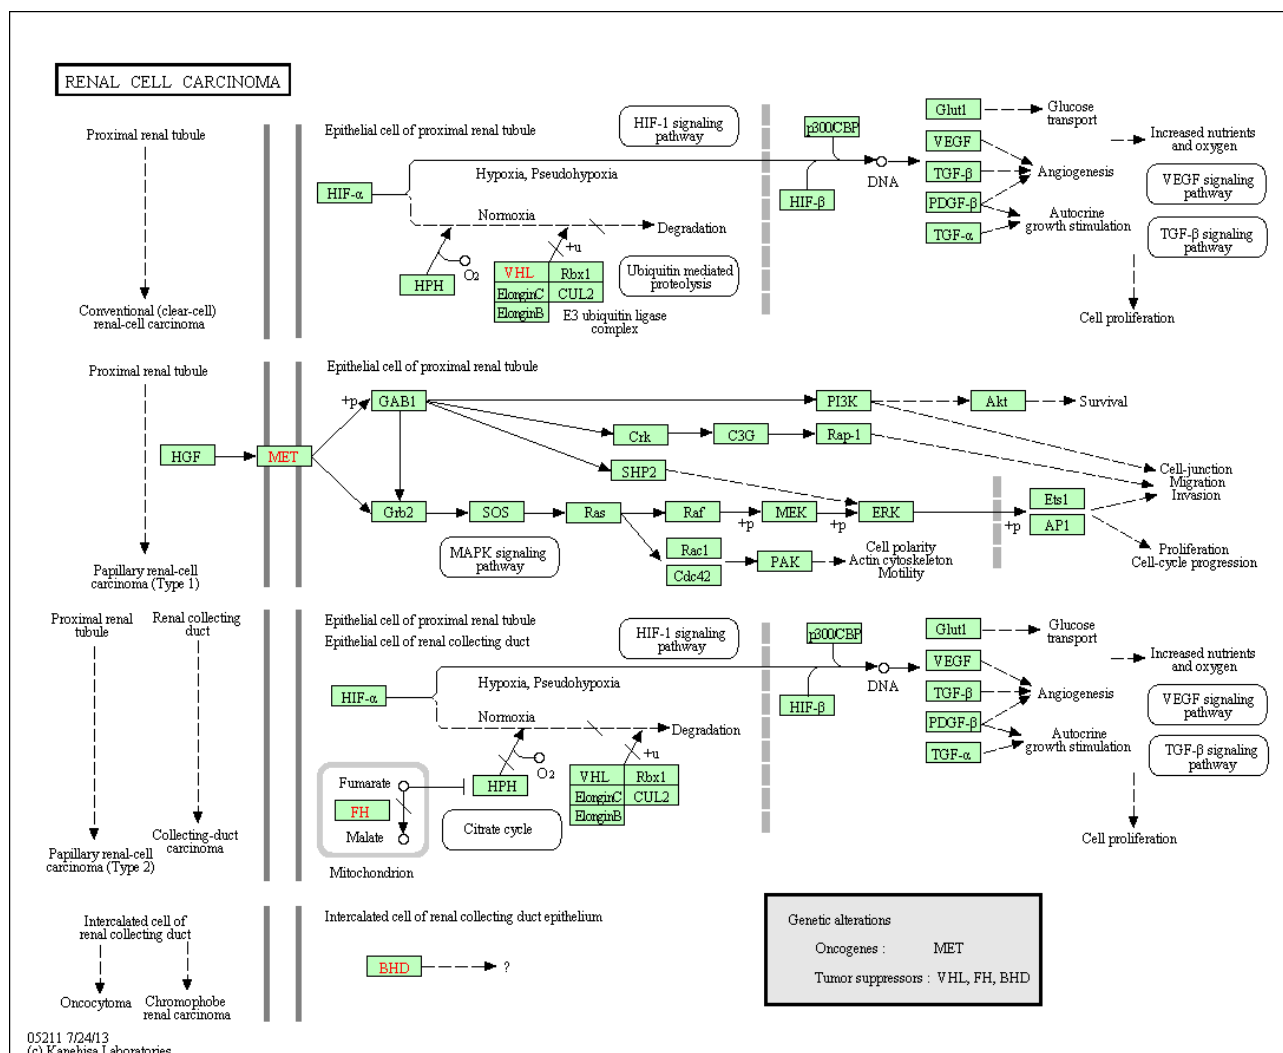 RENAL CELL CARCINOMA
Proximal renal tubule
Conventional (clear-cell)
renal-cell carcinoma
Epithelial cell of proximal renal tubule
HIF-1 signaling
pathway
HIF-α
Hypoxia, Pseudohypoxia
Normoxia
Degradation
HPH
O2
+u
VHL
Rbx1
ElonginC
CUL2
ElonginB
E3 ubiquitin ligase
complex
Ubiquitin mediated
proteolysis
p300/CBP
HIF-β
DNA
Glut1
VEGF
TGF-β
PDGF-β
TGF-α
Glucose
transport
Angiogenesis
Autocrine
growth stimulation
Increased nutrients
and oxygen
VEGF signaling
pathway
TGF-β signaling
pathway
Cell proliferation
Proximal renal tubule
Papillary renal-cell
carcinoma (Type 1)
Epithelial cell of proximal renal tubule
HGF
MET
+p
GAB1
PI3K
Akt
Survival
Crk
C3G
Rap-1
SHP2
Grb2
SOS
Ras
Raf
+p
MEK
+p
ERK
+p
Ets1
AP1
Cell-junction
Migration
Invasion
Proliferation
Cell-cycle progression
MAPK signaling
pathway
Rac1
Cdc42
PAK
Cell polarity
Actin cytoskeleton
Motility
Proximal renal
tubule
Renal collecting
duct
Papillary renal-cell
carcinoma (Type 2)
Collecting-duct
carcinoma
Epithelial cell of proximal renal tubule
Epithelial cell of renal collecting duct
HIF-1 signaling
pathway
HIF-α
Hypoxia, Pseudohypoxia
Normoxia
Degradation
Fumarate
FH
Malate
Mitochondrion
HPH
O2
Citrate cycle
+u
VHL
Rbx1
ElonginC
CUL2
ElonginB
p300/CBP
HIF-β
DNA
Glut1
VEGF
TGF-β
PDGF-β
TGF-α
Glucose
transport
Angiogenesis
Autocrine
growth stimulation
Increased nutrients
and oxygen
VEGF signaling
pathway
TGF-β signaling
pathway
Cell proliferation
Intercalated cell of
renal collecting duct
Oncocytoma
Chromophobe
renal carcinoma
Intercalated cell of renal collecting duct epithelium
BHD
?
Genetic alterations
Oncogenes : MET
Tumor suppressors : VHL, FH, BHD
05211 7/24/13
(c) Kanehisa Laboratories